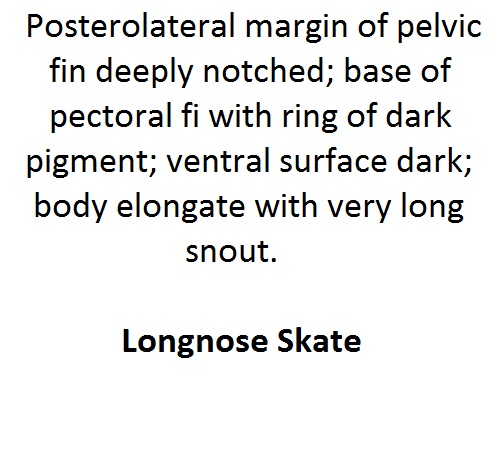 Posterolateral margin of pelvic
fin deeply notched; base of
pectoral fi with ring of dark
pigment; ventral surface dark;
body elongate with very long
snout.
Longnose Skate